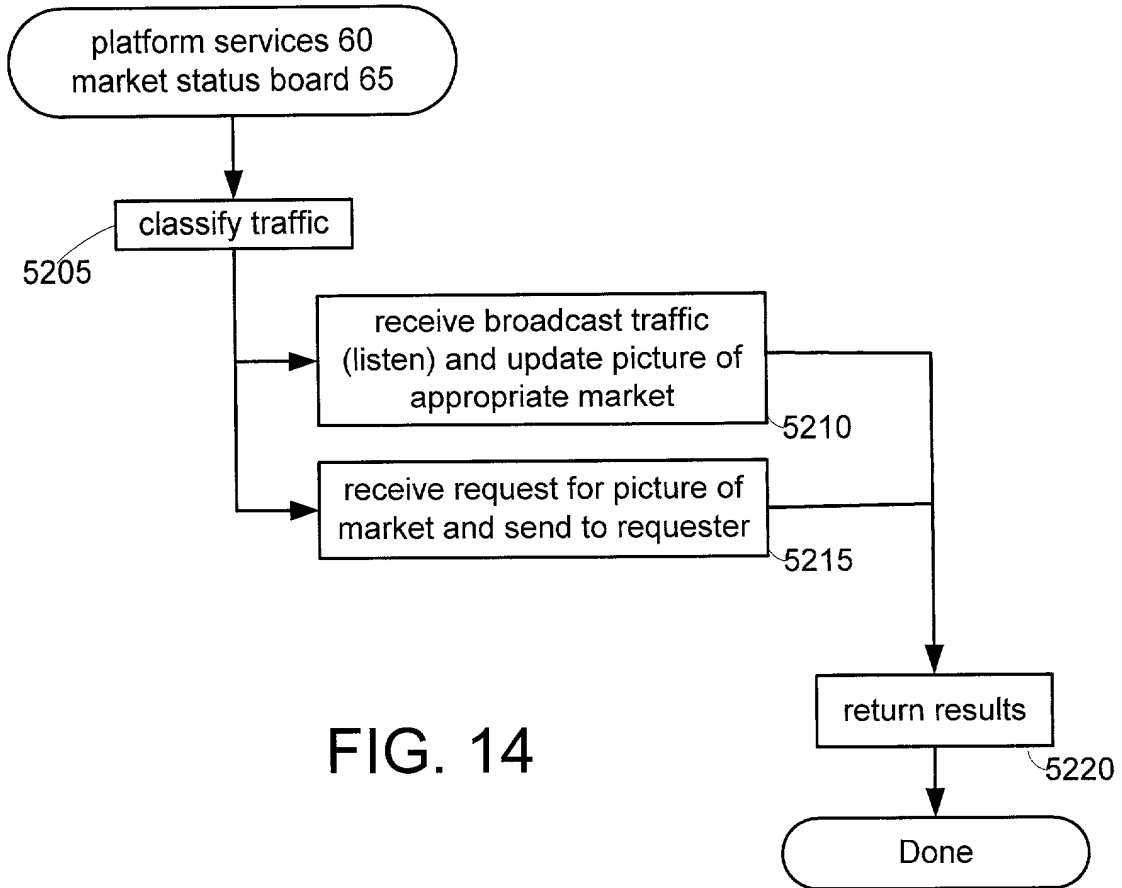 platform services 60
market status board 65
classify traffic
5205
receive broadcast traffic
(listen) and update picture of
appropriate market
5210
receive request for picture of
market and send to requester
5215
return results
5220
FIG. 14
Done